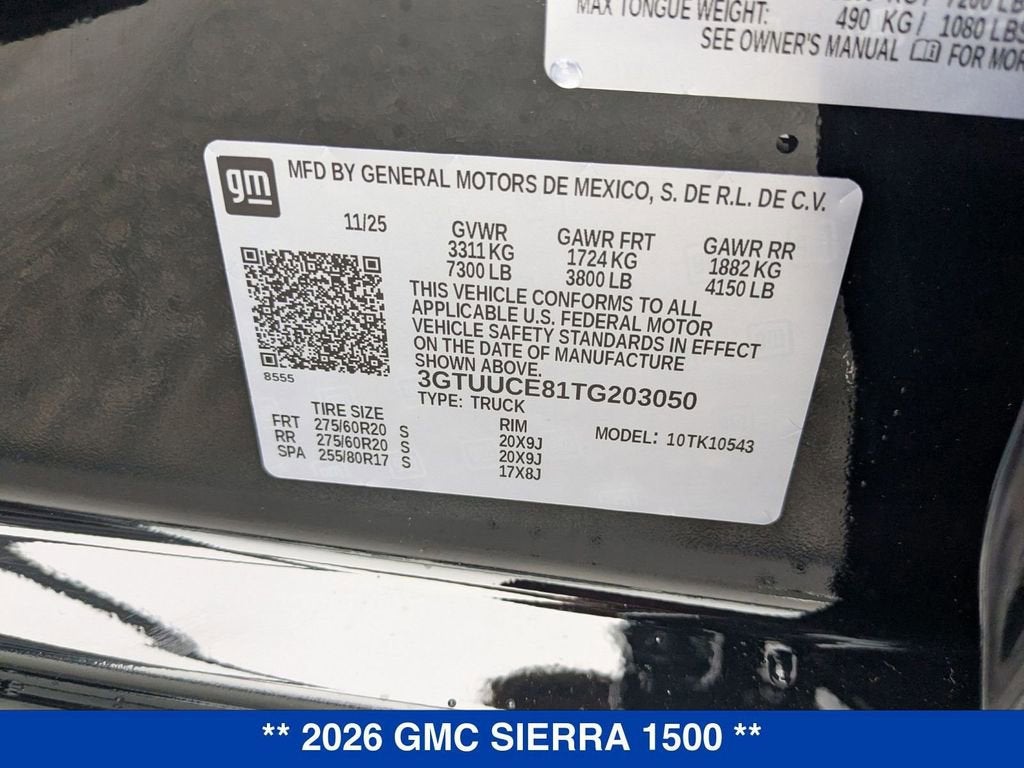 MAX TONGUE WEIGHT: 490 KG/ 1080 LBS
SEE OWNER'S MANUAL FOR MOR
gm
MFD BY GENERAL MOTORS DE MEXICO, S. DE R.L. DE C.V.
11/25 GVWR GAWR FRT GAWR RR
3311 KG 1724 KG 1882 KG
7300 LB 3800 LB 4150 LB
THIS VEHICLE CONFORMS TO ALL
APPLICABLE U.S. FEDERAL MOTOR
VEHICLE SAFETY STANDARDS IN EFFECT
ON THE DATE OF MANUFACTURE
SHOWN ABOVE.
8555
3GTUUCE81TG203050
TYPE: TRUCK
TIRE SIZE RIM
FRT 275/60R20 S 20X9J
RR 275/60R20 S 20X9J
SPA 255/80R17 S 17X8J
MODEL: 10TK10543
** 2026 GMC SIERRA 1500 **